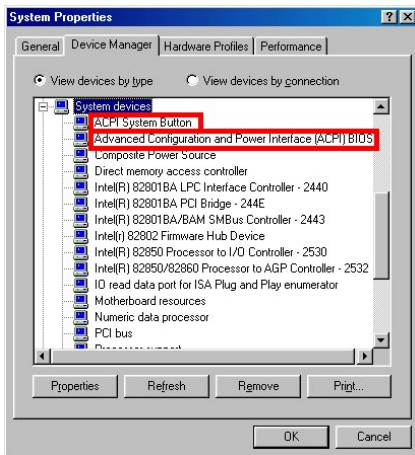 System Properties
General Device Manager Hardware Profiles Performance
View devices by type View devices by connection
System devices
ACPI System Button
Advanced Configuration and Power Interface (ACPI) BIOS
Composite Power Source
Direct memory access controller
Intel(R) 82801BA LPC Interface Controller - 2440
Intel(R) 82801BA PCI Bridge - 244E
Intel(R) 82801BA/BAM SMBus Controller - 2443
Intel(r) 82802 Firmware Hub Device
Intel(R) 82850 Processor to I/O Controller - 2530
Intel(R) 82850/82860 Processor to AGP Controller - 2532
IO read data port for ISA Plug and Play enumerator
Motherboard resources
Numeric data processor
PCI bus
Processor support
Properties Refresh Remove Print...
OK Cancel